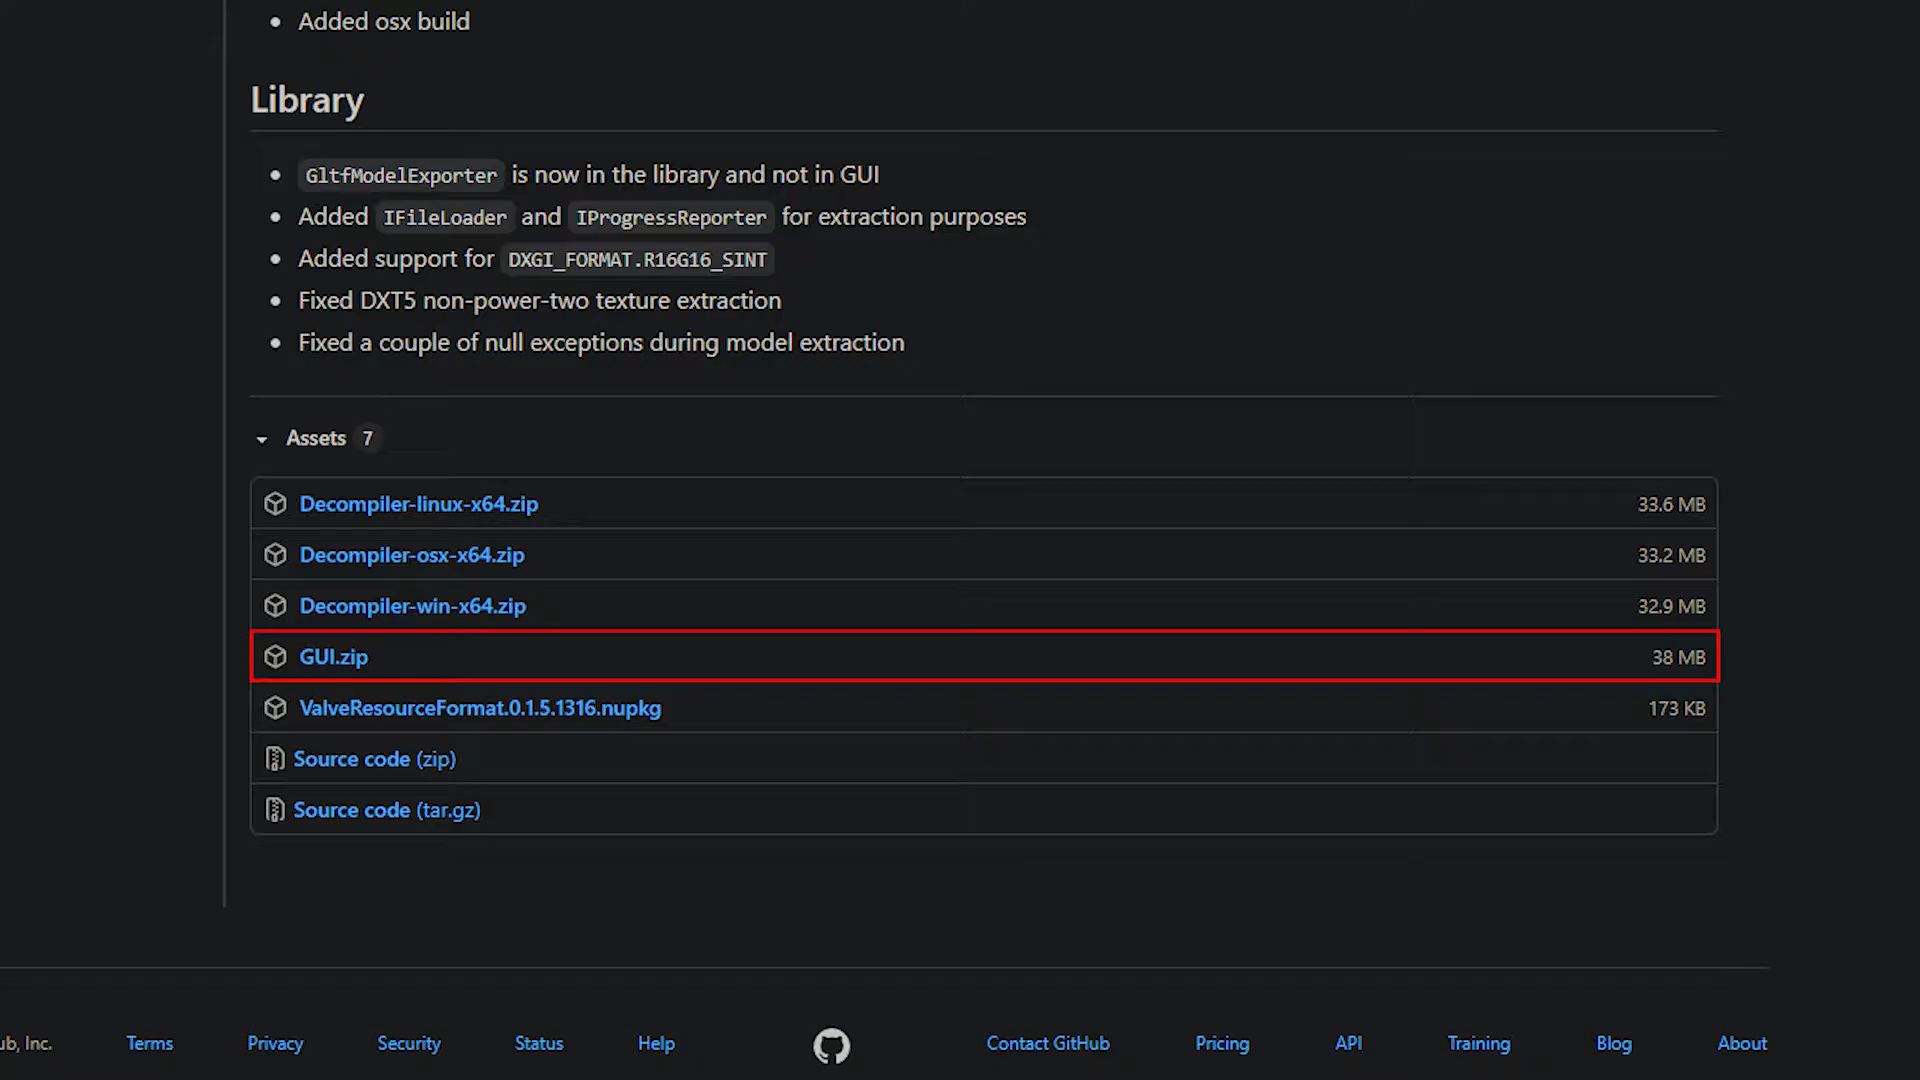 Added osx build
Library
GltfModelExporter is now in the library and not in GUI
Added IFileLoader and IProgressReporter for extraction purposes
Added support for DXGI_FORMAT.R16G16_SINT
Fixed DXT5 non-power-two texture extraction
Fixed a couple of null exceptions during model extraction
Assets 7
Decompiler-linux-x64.zip 33.6 MB
Decompiler-osx-x64.zip 33.2 MB
Decompiler-win-x64.zip 32.9 MB
GUI.zip 38 MB
ValveResourceFormat.0.1.5.1316.nupkg 173 KB
Source code (zip)
Source code (tar.gz)
ub, Inc. Terms Privacy Security Status Help Contact GitHub Pricing API Training Blog About